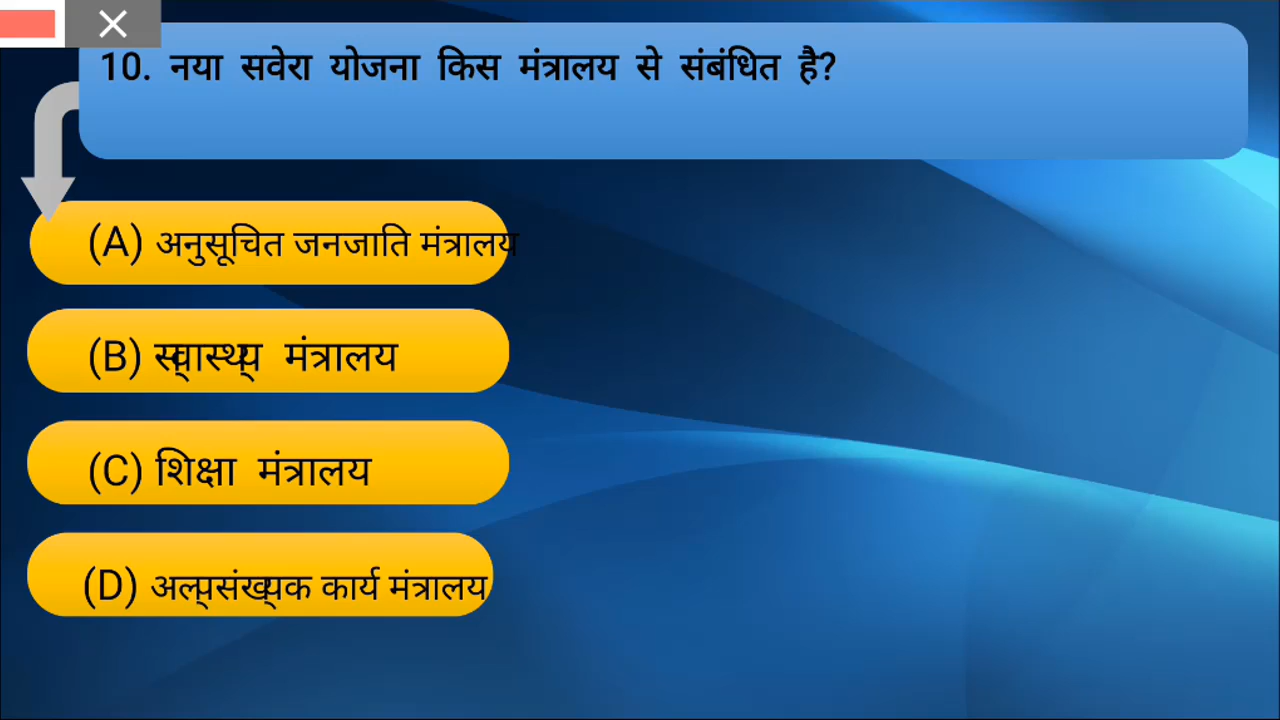 10. नया सवेरा योजना किस मंत्रालय से संबंधित है?
(A) अनुसूचित जनजाति मंत्रालय
(B) स्वास्थ्य मंत्रालय
(C) शिक्षा मंत्रालय
(D) अल्पसंख्यक कार्य मंत्रालय